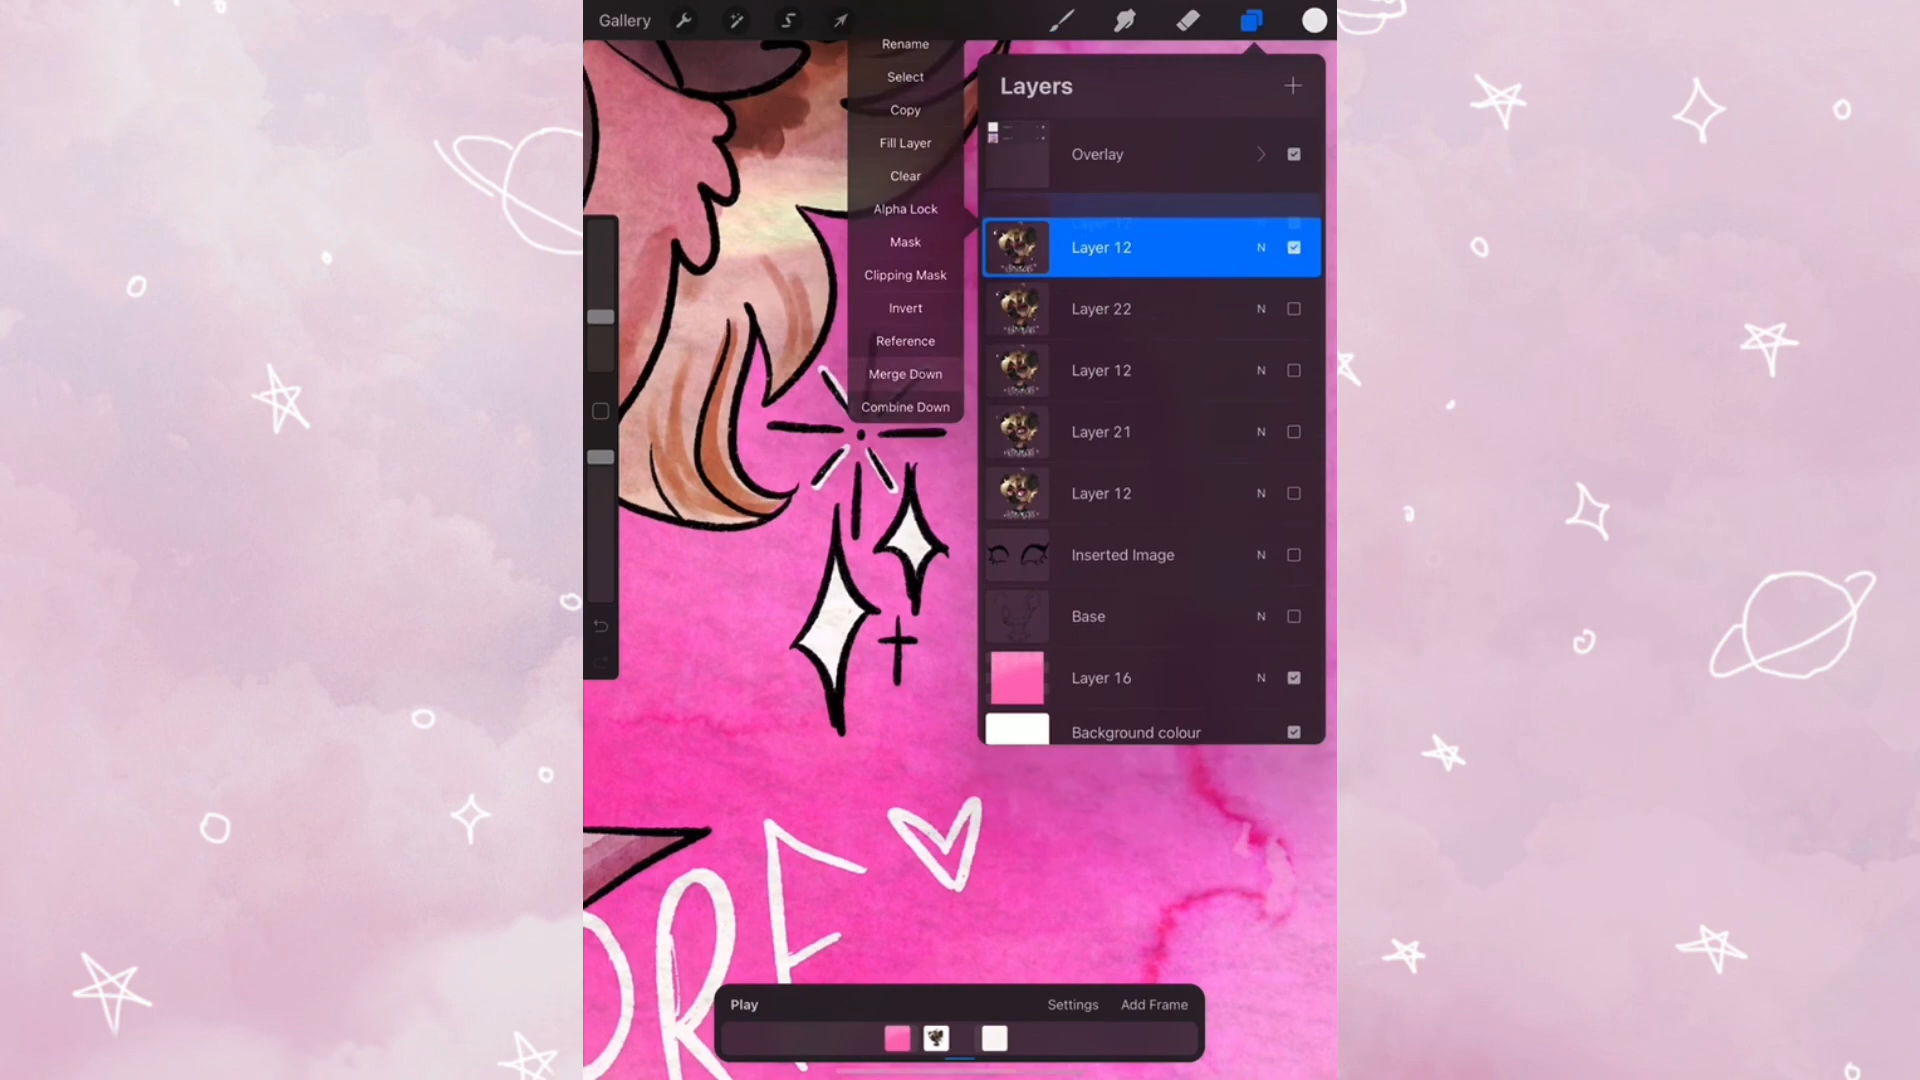 Gallery
Rename
Select
Copy
Fill Layer
Clear
Alpha Lock
Mask
Clipping Mask
Invert
Reference
Merge Down
Combine Down
Layers
Overlay
Layer 12 N
Layer 22 N
Layer 12 N
Layer 21 N
Layer 12 N
Inserted Image N
Base N
Layer 16 N
Background colour
ORE
Play Settings Add Frame